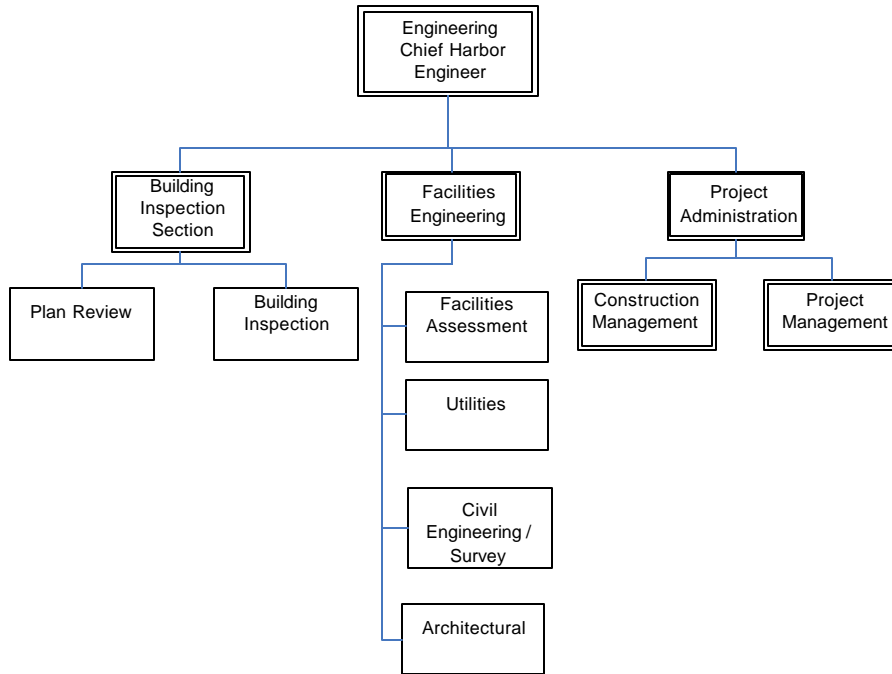 Engineering
Chief Harbor
Engineer
Building
Inspection
Section
Facilities
Engineering
Project
Administration
Plan Review
Building
Inspection
Facilities
Assessment
Construction
Management
Project
Management
Utilities
Civil
Engineering /
Survey
Architectural